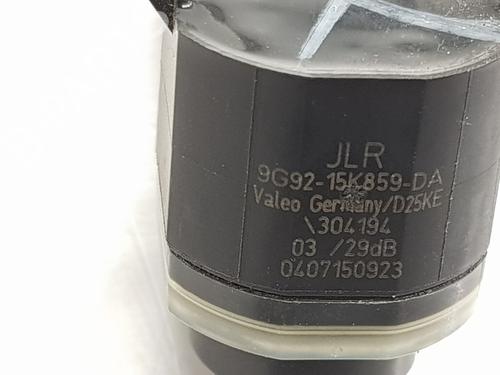 JLR
9G92-15K859-DA
Valeo Germany/D25KE
\304194
03 /29dB
0407150923